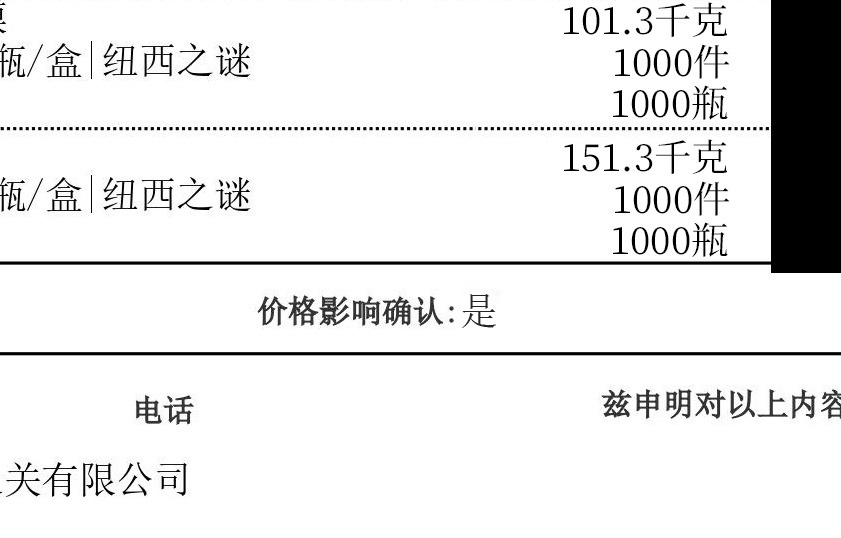 101.3千克
瓶/盒|纽西之谜
1000件
1000瓶
151.3千克
瓶/盒|纽西之谜
1000件
1000瓶
价格影响确认:是
电话
兹申明对以上内容
关有限公司